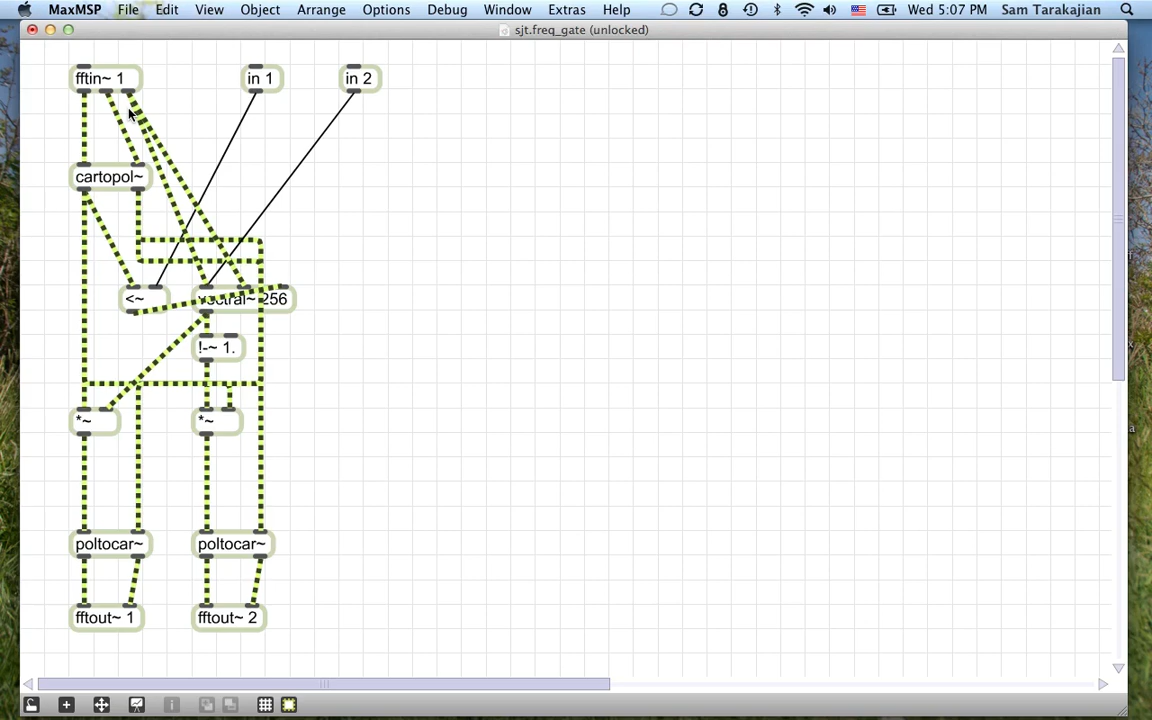 MaxMSP File Edit View Object Arrange Options Debug Window Extras Help Wed 5:07 PM Sam Tarakajian
sjt.freq_gate (unlocked)
fftin~ 1
in 1
in 2
cartopol~
<~
vectral~ 256
!-~ 1.
*~
*~
poltocar~
poltocar~
fftout~ 1
fftout~ 2